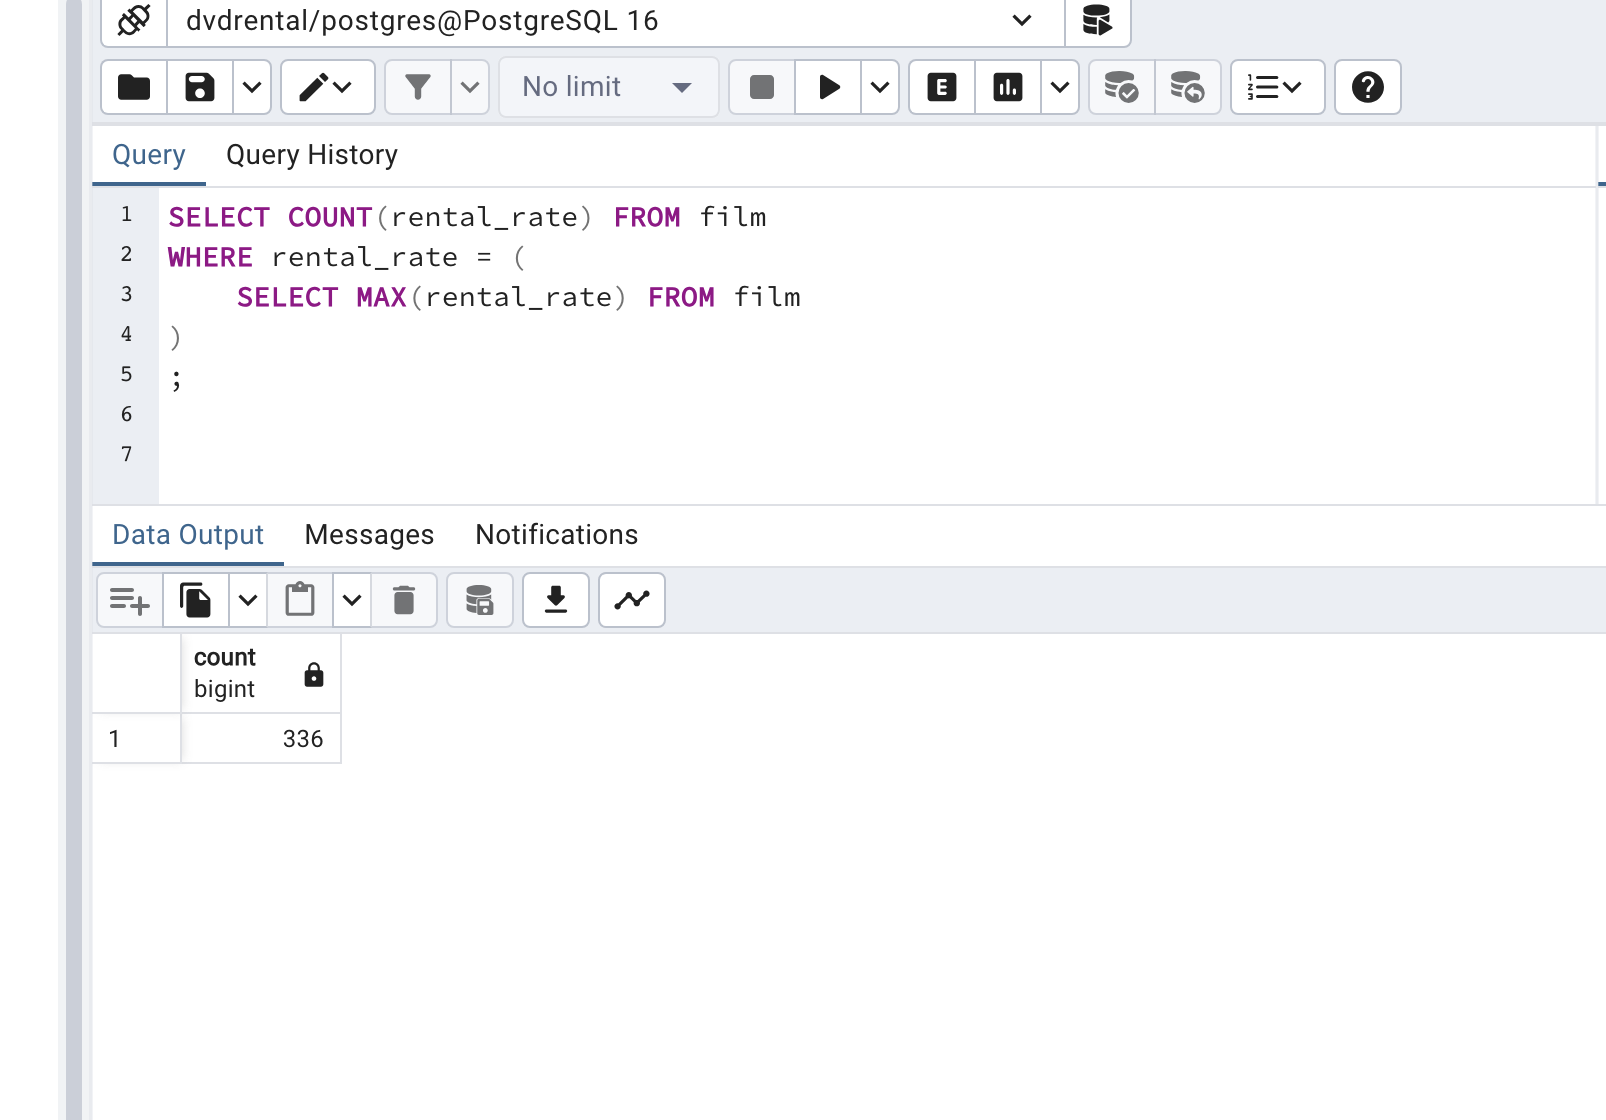 dvdrental/postgres@PostgreSQL 16
No limit
E
Query Query History
1 SELECT COUNT(rental_rate) FROM film
2 WHERE rental_rate = (
3     SELECT MAX(rental_rate) FROM film
4 )
5 ;
6
7
Data Output Messages Notifications
count
bigint
1 336